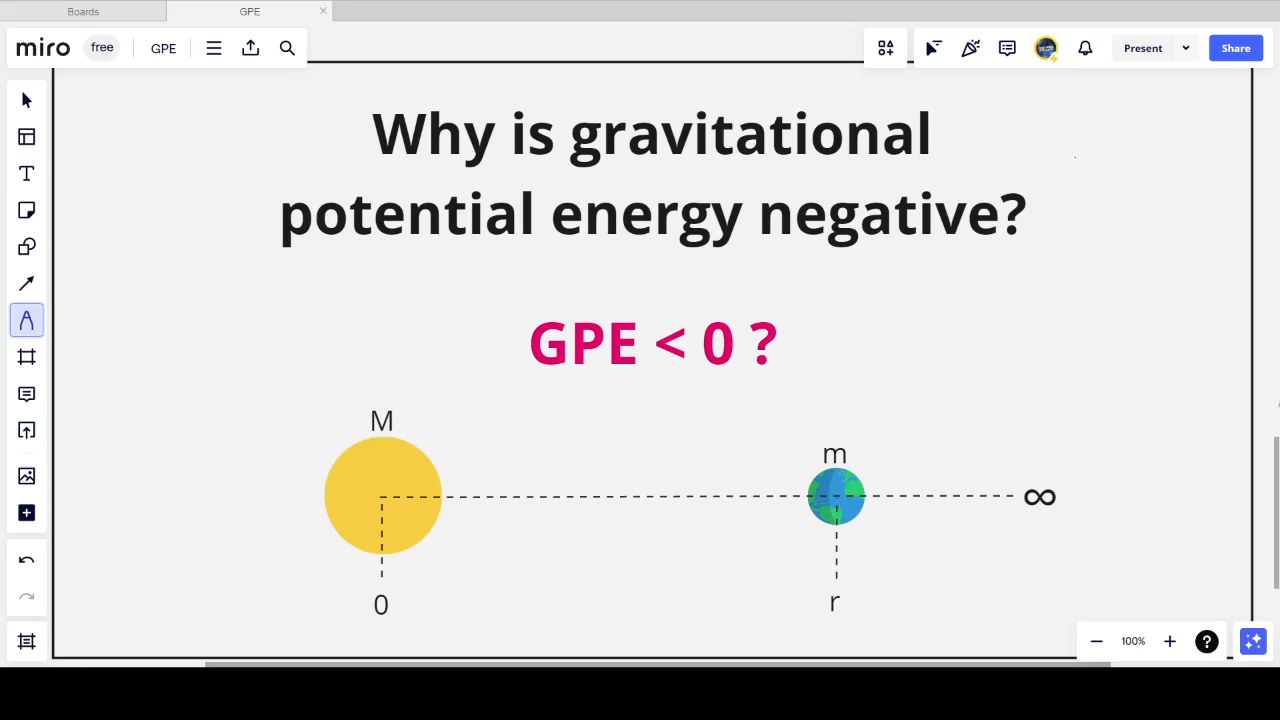 Boards
GPE
miro
free
GPE
Present
Share
Why is gravitational
potential energy negative?
GPE < 0 ?
M
m
∞
0
r
100%
?